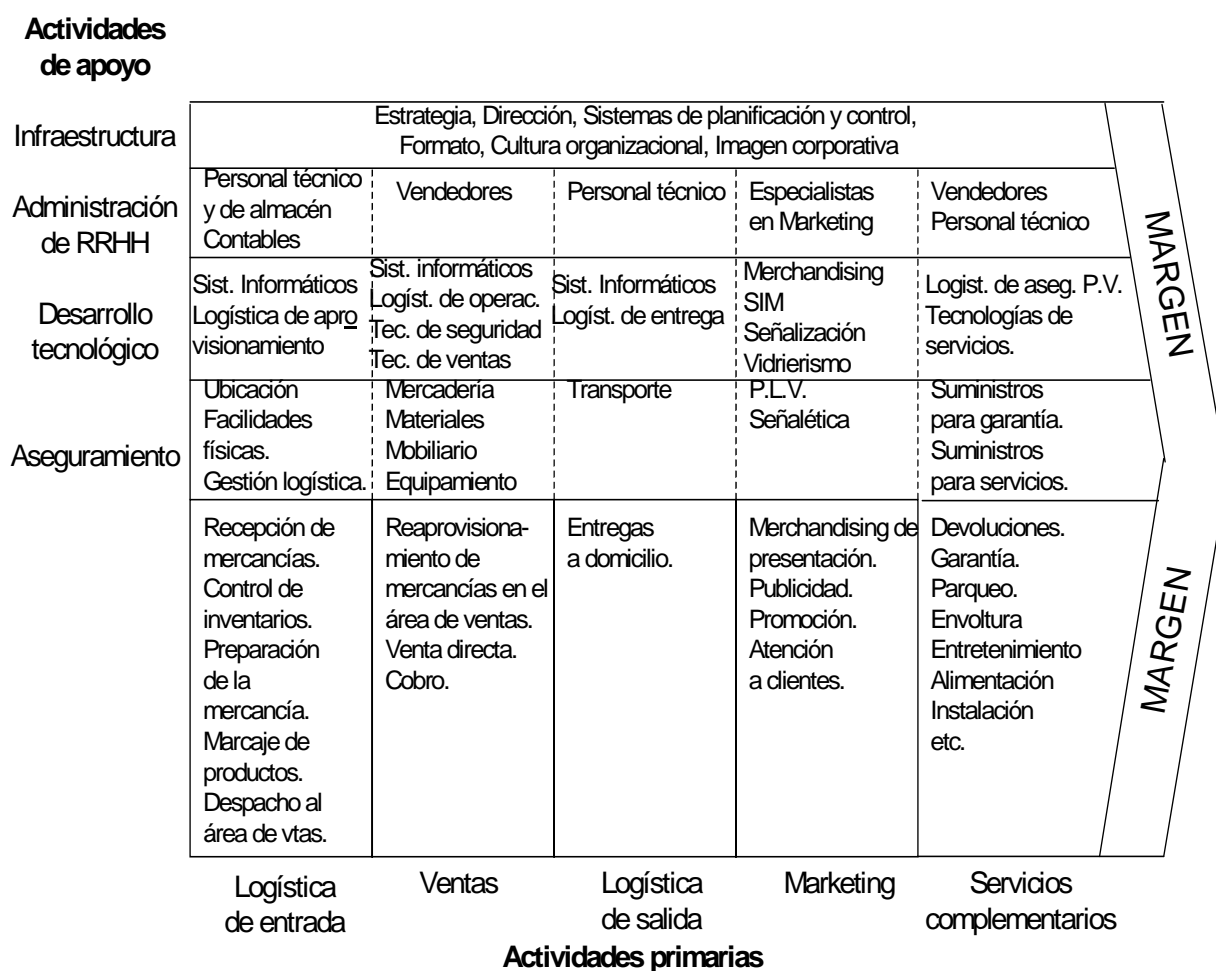 Actividades
de apoyo
Infraestructura
Estrategia, Dirección, Sistemas de planificación y control,
Formato, Cultura organizacional, Imagen corporativa
Administración
de RRHH
Personal técnico
y de almacén
Contables
Vendedores
Personal técnico
Especialistas
en Marketing
Vendedores
Personal técnico
Desarrollo
tecnológico
Sist. Informáticos
Logística de apro
visionamiento
Sist. informáticos
Logíst. de operac.
Tec. de seguridad
Tec. de ventas
Sist. Informáticos
Logíst. de entrega
Merchandising
SIM
Señalización
Vidrierismo
Logist. de aseg. P.V.
Tecnologías de
servicios.
Aseguramiento
Ubicación
Facilidades
físicas.
Gestión logística.
Mercadería
Materiales
Mobiliario
Equipamiento
Transporte
P.L.V.
Señalética
Suministros
para garantía.
Suministros
para servicios.
Recepción de
mercancías.
Control de
inventarios.
Preparación
de la
mercancía.
Marcaje de
productos.
Despacho al
área de vtas.
Reaprovisiona-
miento de
mercancías en el
área de ventas.
Venta directa.
Cobro.
Entregas
a domicilio.
Merchandising de
presentación.
Publicidad.
Promoción.
Atención
a clientes.
Devoluciones.
Garantía.
Parqueo.
Envoltura
Entretenimiento
Alimentación
Instalación
etc.
MARGEN
MARGEN
Logística
de entrada
Ventas
Logística
de salida
Marketing
Servicios
complementarios
Actividades primarias